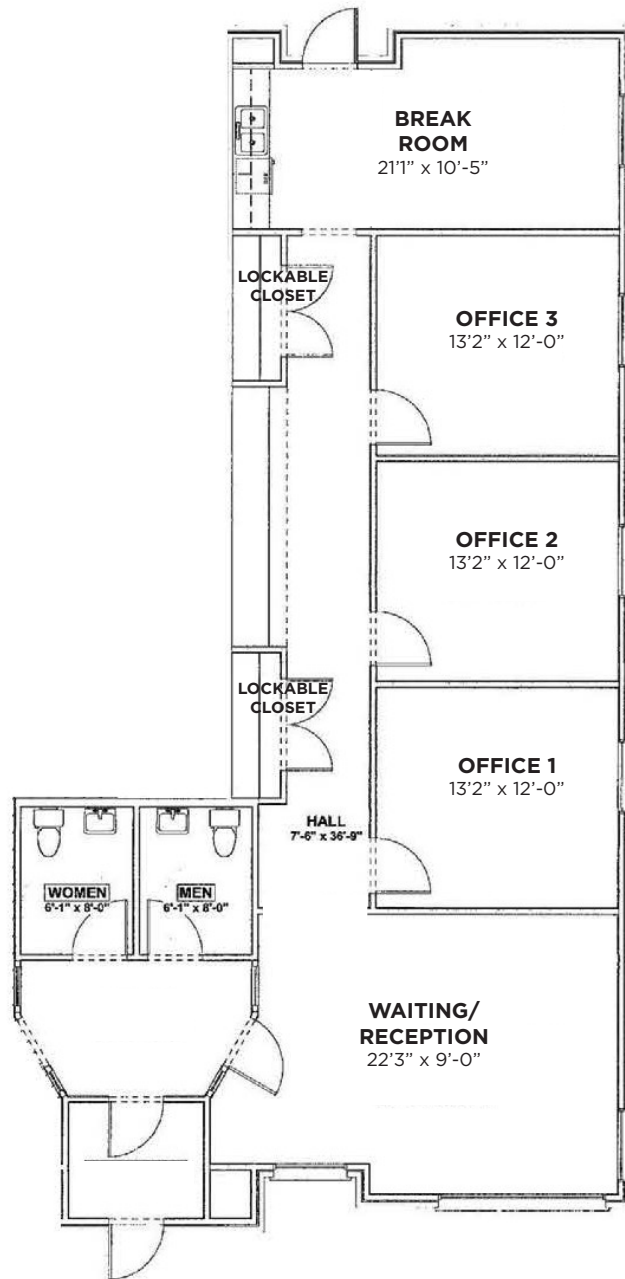 BREAK
ROOM
21'1" x 10'-5"
LOCKABLE
CLOSET
OFFICE 3
13'2" x 12'-0"
OFFICE 2
13'2" x 12'-0"
LOCKABLE
CLOSET
OFFICE 1
13'2" x 12'-0"
HALL
7'-6" x 36'-9"
WOMEN
6'-1" x 8'-0"
MEN
6'-1" x 8'-0"
WAITING/
RECEPTION
22'3" x 9'-0"